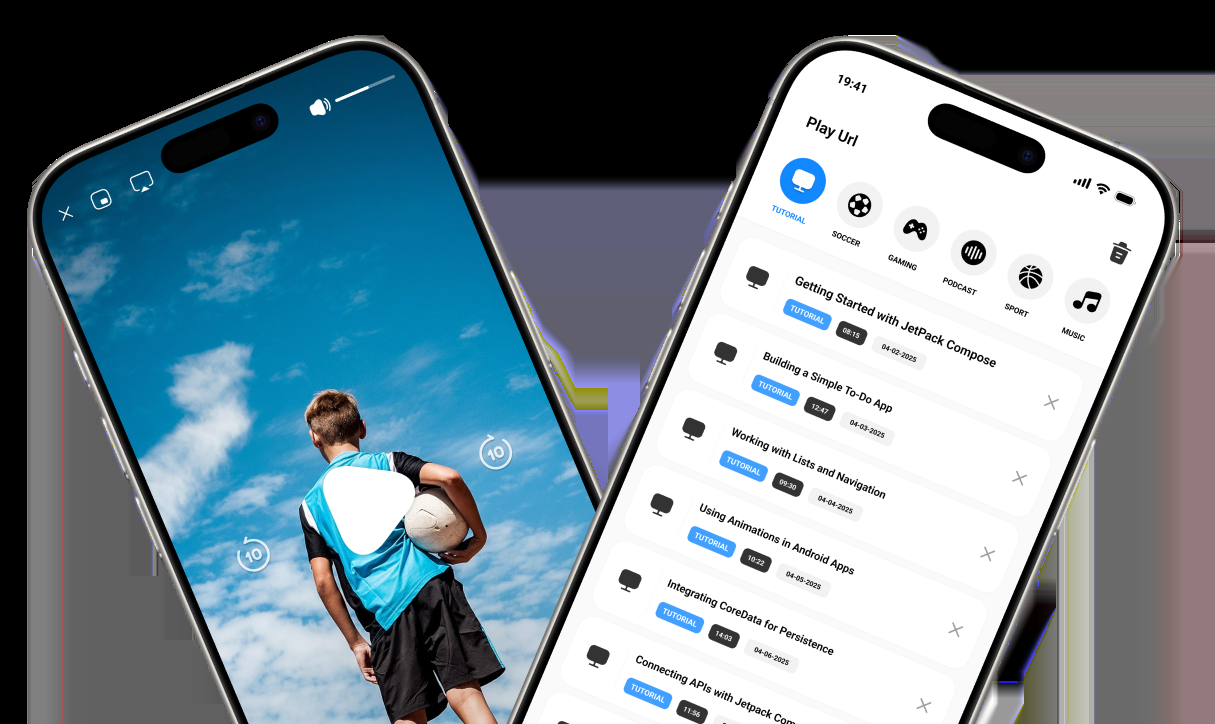 10
10
19:41
Play Url
TUTORIAL
SOCCER
GAMING
PODCAST
SPORT
MUSIC
Getting Started with JetPack Compose
TUTORIAL 08:15 04-02-2025
Building a Simple To-Do App
TUTORIAL 12:47 04-03-2025
Working with Lists and Navigation
TUTORIAL 09:30 04-04-2025
Using Animations in Android Apps
TUTORIAL 10:22 04-05-2025
Integrating CoreData for Persistence
TUTORIAL 14:03 04-06-2025
Connecting APIs with Jetpack Com
TUTORIAL 11:56